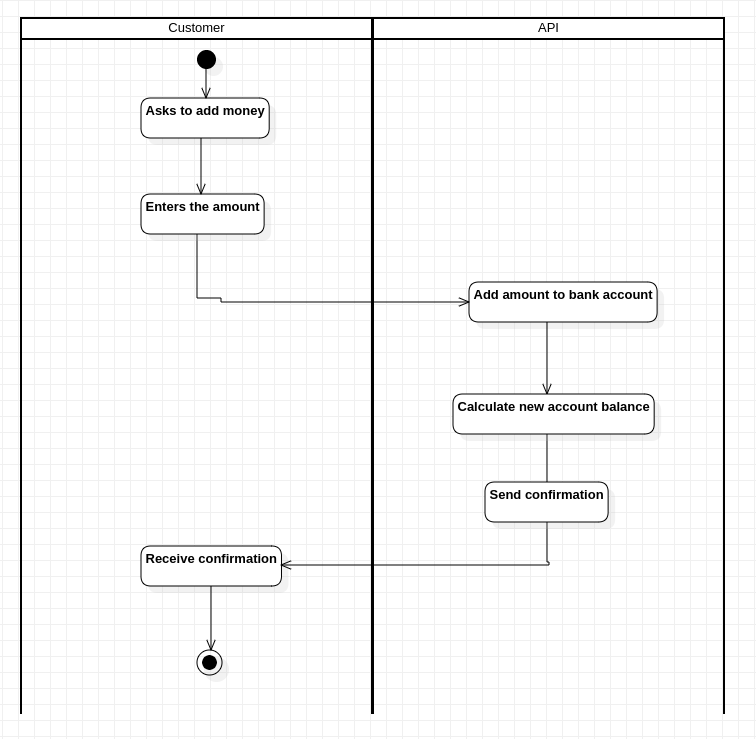 Customer
API
Asks to add money
Enters the amount
Add amount to bank account
Calculate new account balance
Send confirmation
Receive confirmation